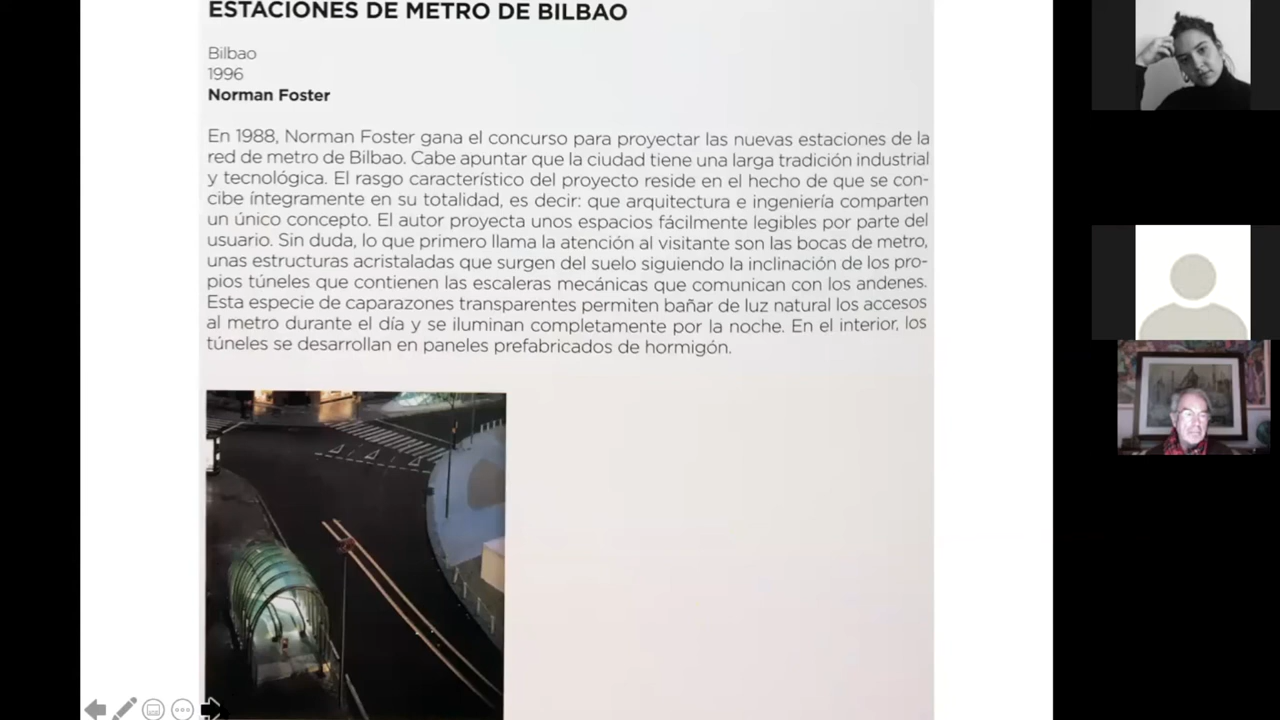 ESTACIONES DE METRO DE BILBAO
Bilbao
1996
Norman Foster
En 1988, Norman Foster gana el concurso para proyectar las nuevas estaciones de la
red de metro de Bilbao. Cabe apuntar que la ciudad tiene una larga tradición industrial
y tecnológica. El rasgo característico del proyecto reside en el hecho de que se con-
cibe íntegramente en su totalidad, es decir: que arquitectura e ingeniería comparten
un único concepto. El autor proyecta unos espacios fácilmente legibles por parte del
usuario. Sin duda, lo que primero llama la atención al visitante son las bocas de metro,
unas estructuras acristaladas que surgen del suelo siguiendo la inclinación de los pro-
pios túneles que contienen las escaleras mecánicas que comunican con los andenes.
Esta especie de caparazones transparentes permiten bañar de luz natural los accesos
al metro durante el día y se iluminan completamente por la noche. En el interior, los
túneles se desarrollan en paneles prefabricados de hormigón.